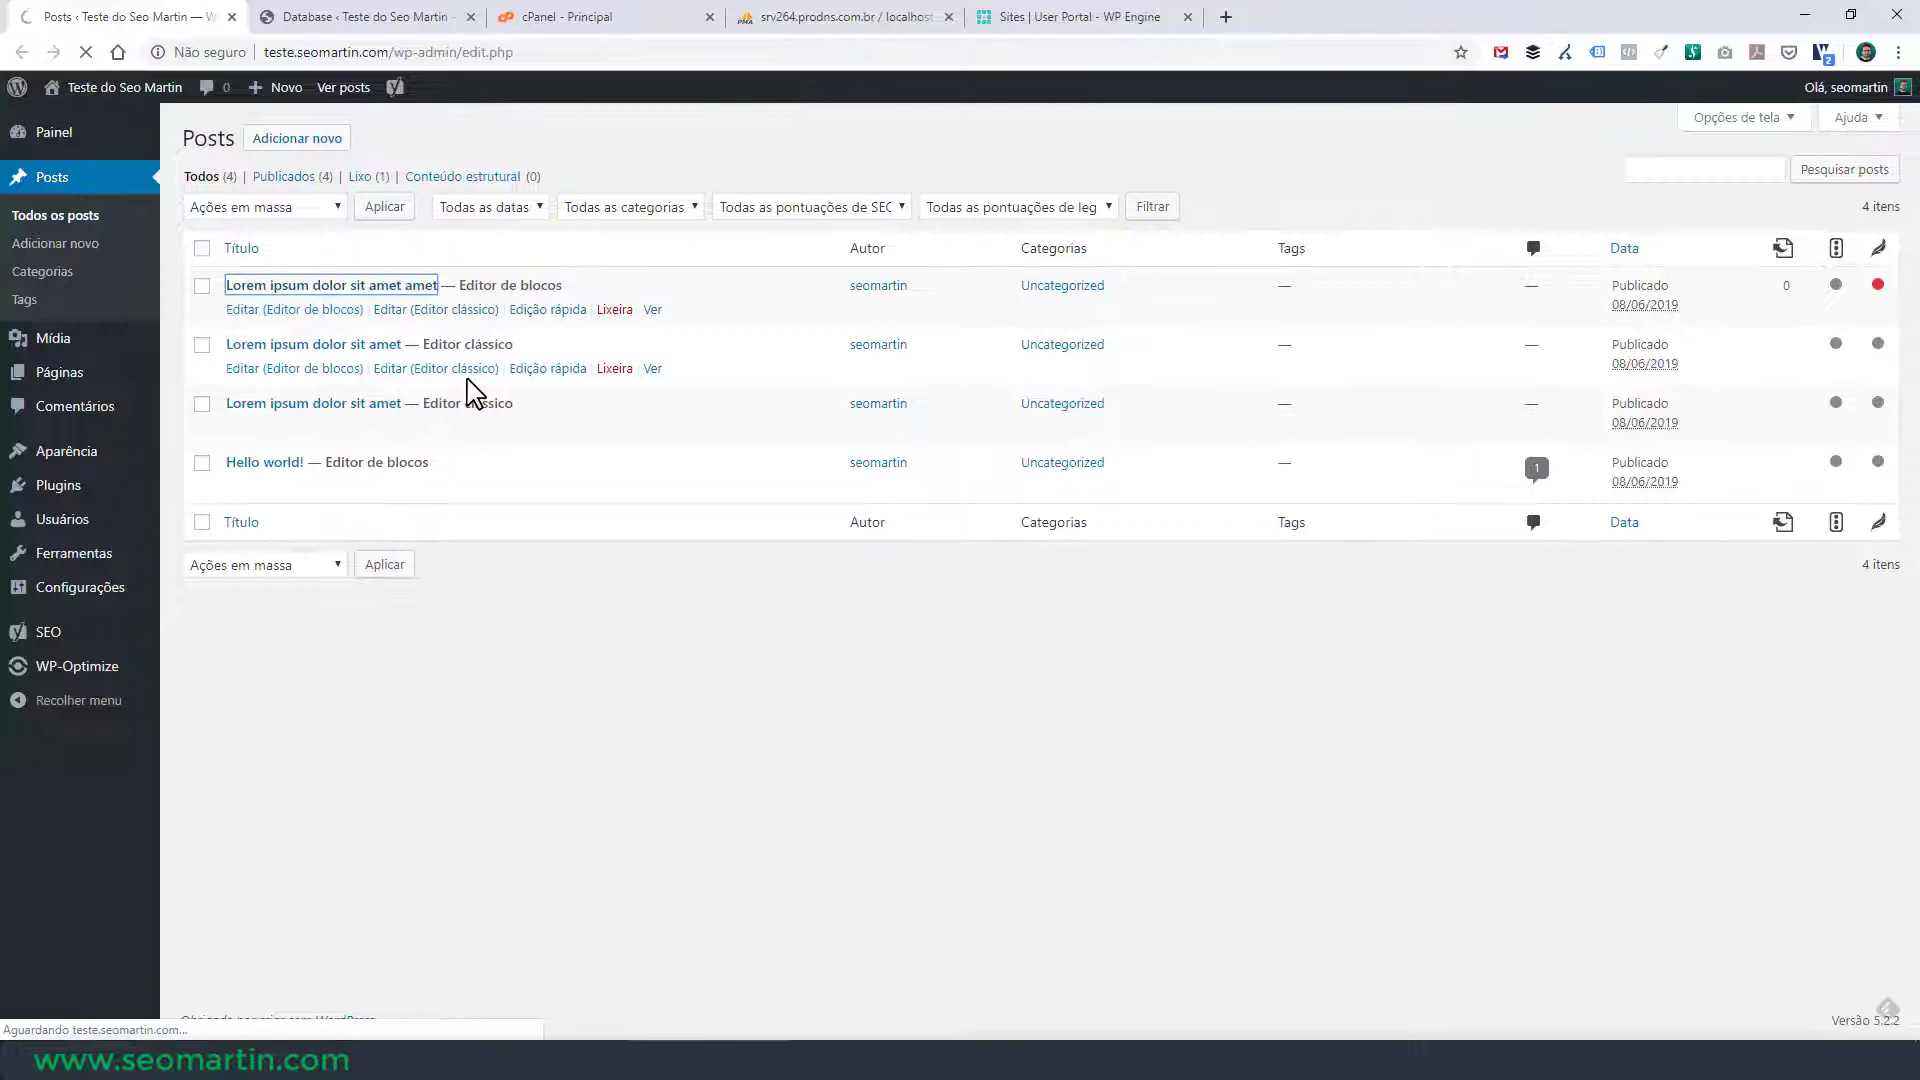 Posts ‹ Teste do Seo Martin — W
Database ‹ Teste do Seo Martin
cPanel - Principal
srv264.prodns.com.br / localhost
Sites | User Portal - WP Engine
Não seguro | teste.seomartin.com/wp-admin/edit.php
2
Teste do Seo Martin 0 Novo Ver posts
Olá, seomartin
Painel
Posts
Todos os posts
Adicionar novo
Categorias
Tags
Mídia
Páginas
Comentários
Aparência
Plugins
Usuários
Ferramentas
Configurações
SEO
WP-Optimize
Recolher menu
Opções de tela Ajuda
Posts Adicionar novo
Todos (4) | Publicados (4) | Lixo (1) | Conteúdo estrutural (0)
Pesquisar posts
Ações em massa Aplicar Todas as datas Todas as categorias Todas as pontuações de SEC Todas as pontuações de leg Filtrar 4 itens
Título Autor Categorias Tags Data
Lorem ipsum dolor sit amet amet — Editor de blocos seomartin Uncategorized — — Publicado 0
08/06/2019
Editar (Editor de blocos) | Editar (Editor clássico) | Edição rápida | Lixeira | Ver
Lorem ipsum dolor sit amet — Editor clássico seomartin Uncategorized — — Publicado
08/06/2019
Editar (Editor de blocos) | Editar (Editor clássico) | Edição rápida | Lixeira | Ver
Lorem ipsum dolor sit amet — Editor clássico seomartin Uncategorized — — Publicado
08/06/2019
Hello world! — Editor de blocos seomartin Uncategorized — 1 Publicado
08/06/2019
Título Autor Categorias Tags Data
Ações em massa Aplicar 4 itens
Obrigado por criar com WordPress.
Versão 5.2.2
Aguardando teste.seomartin.com...
www.seomartin.com